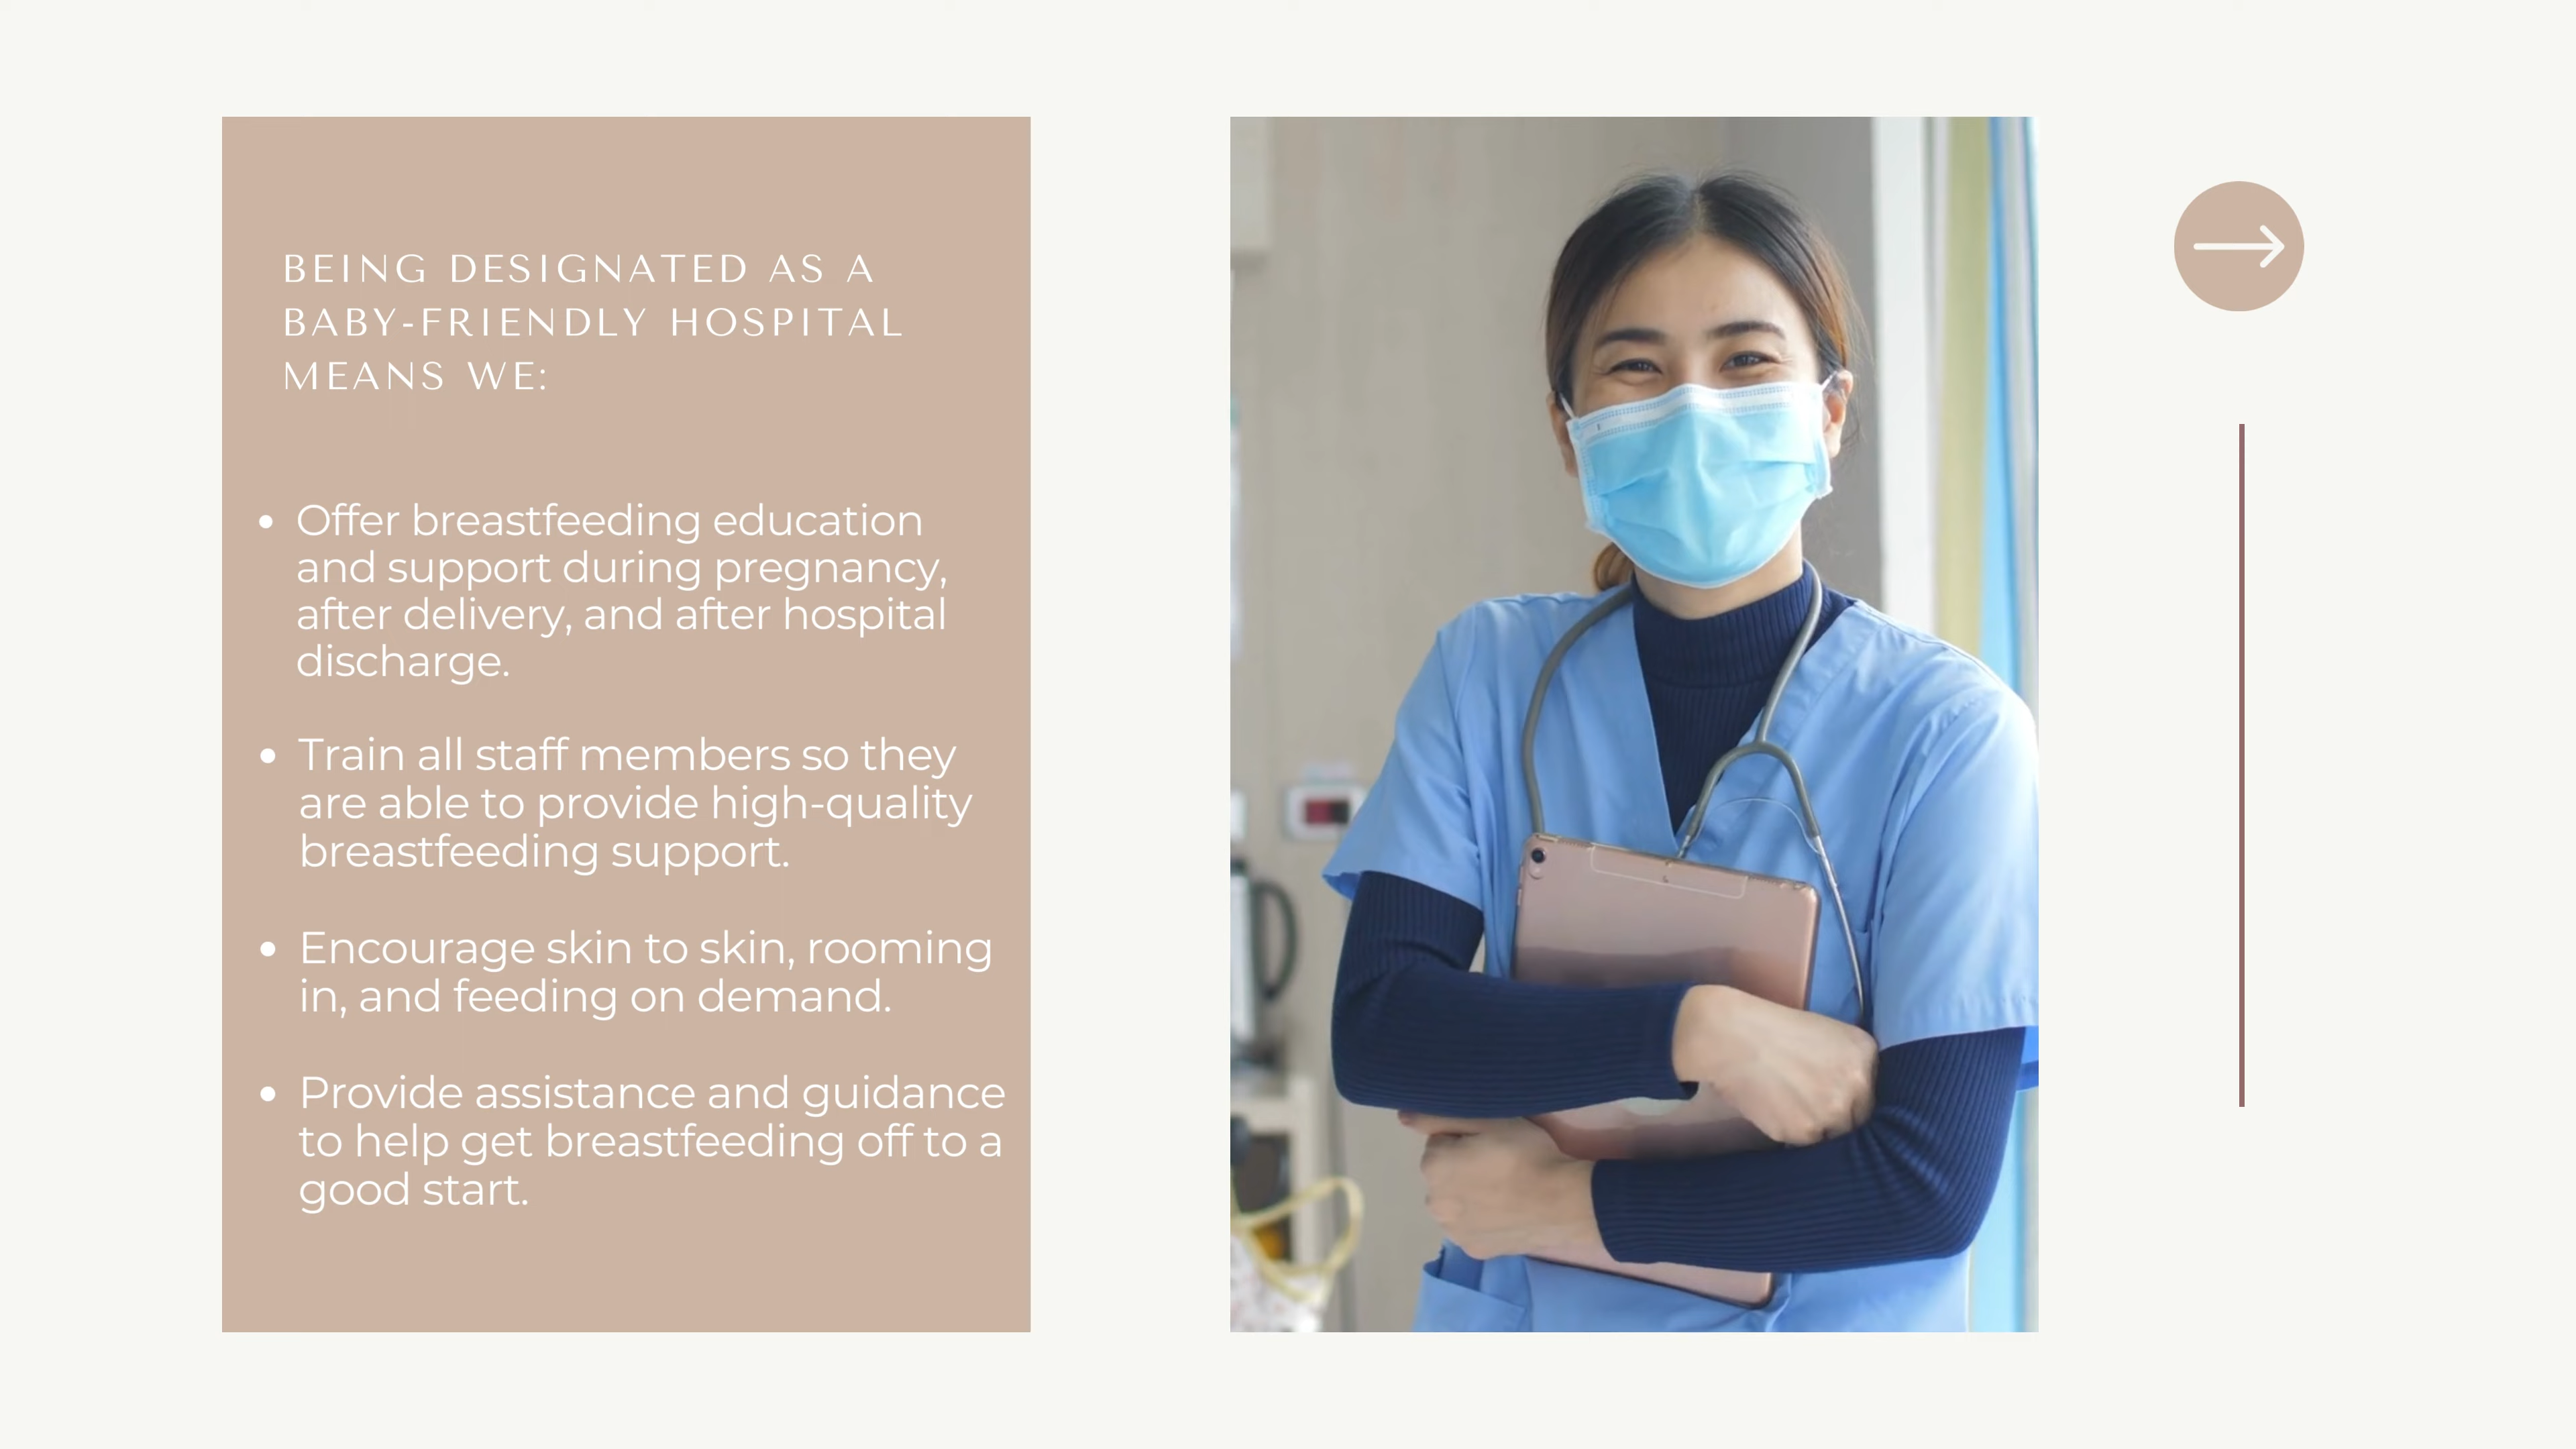 BEING DESIGNATED AS A
BABY-FRIENDLY HOSPITAL
MEANS WE:
• Offer breastfeeding education
and support during pregnancy,
after delivery, and after hospital
discharge.
• Train all staff members so they
are able to provide high-quality
breastfeeding support.
• Encourage skin to skin, rooming
in, and feeding on demand.
• Provide assistance and guidance
to help get breastfeeding off to a
good start.